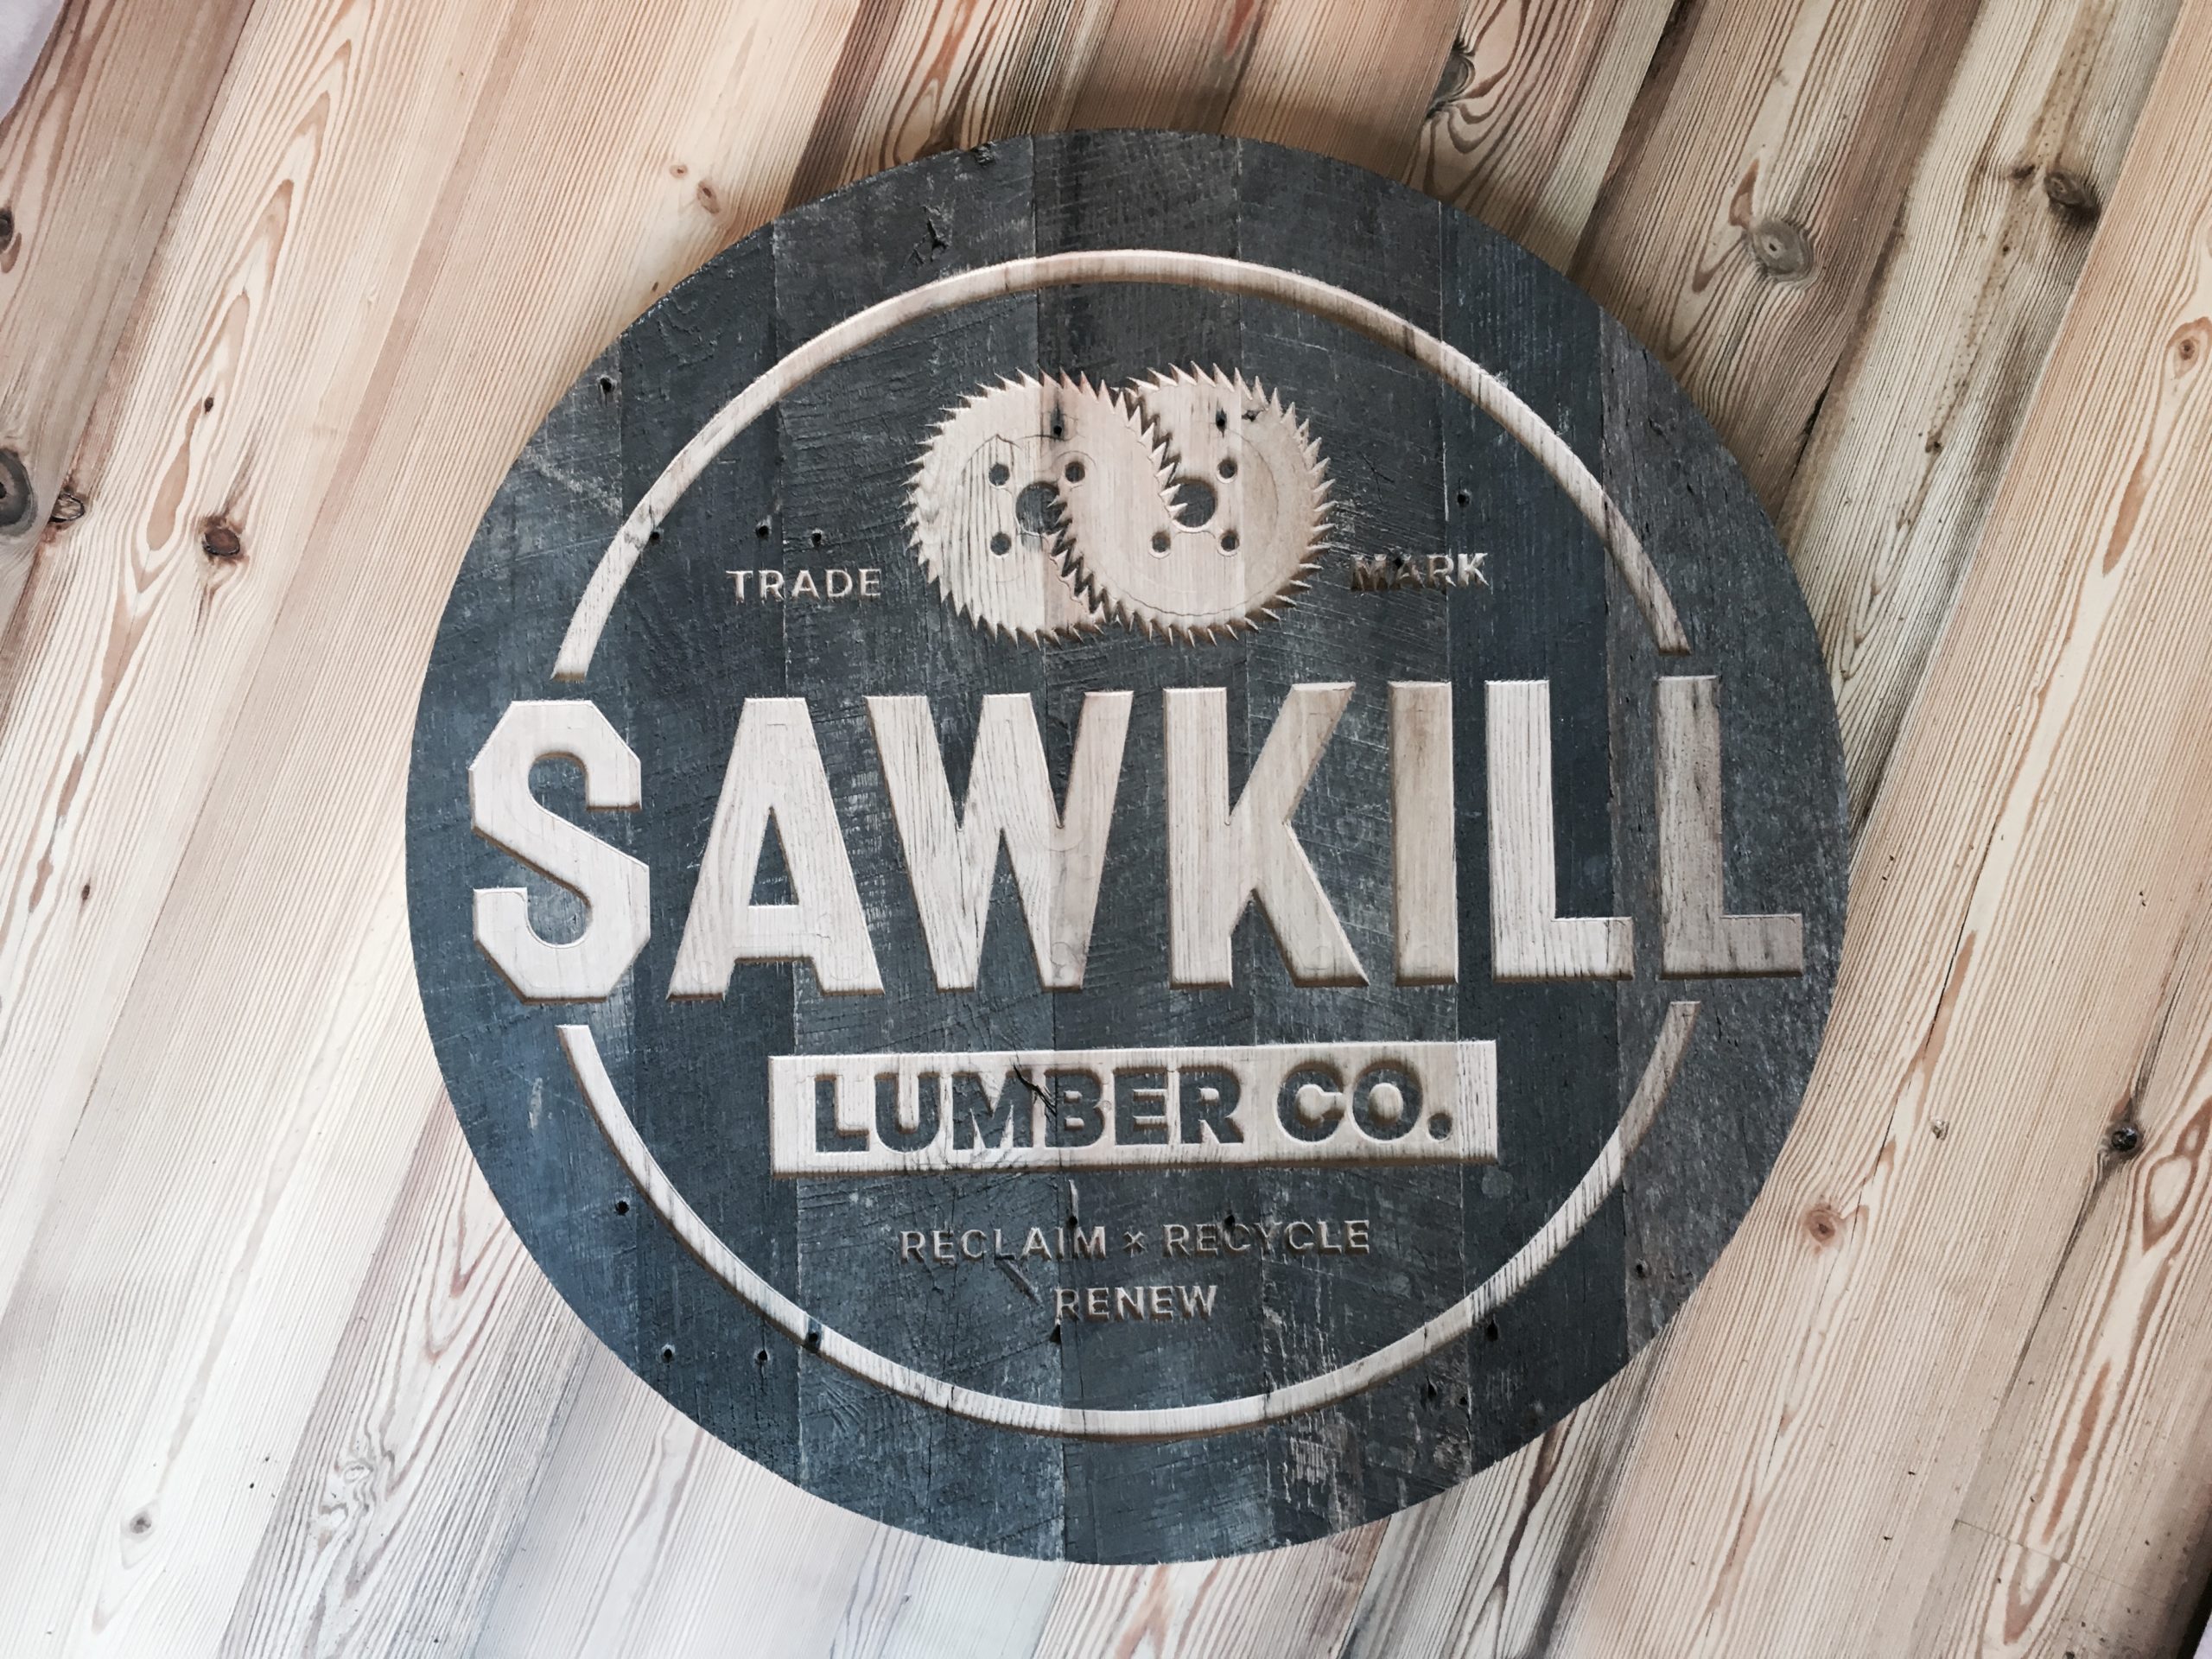 TRADE MARK
SAWKILL
LUMBER CO.
RECLAIM × RECYCLE
RENEW